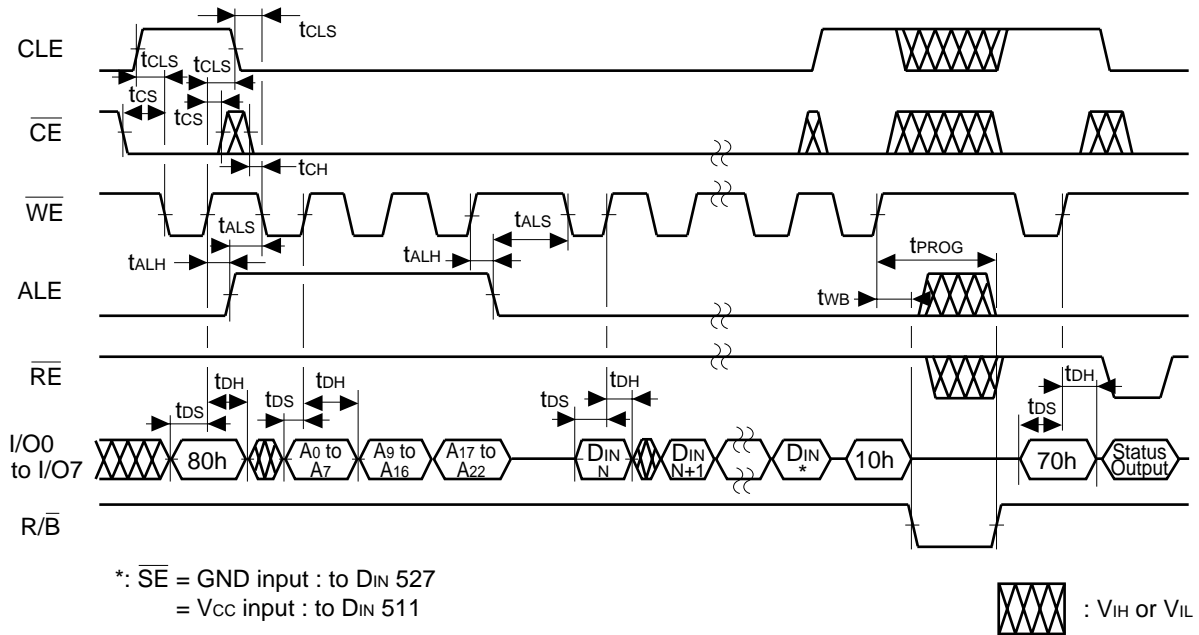 CLE
tCLS
tCLS
tCLS
tCS
tCS
CE
tCH
WE
tALS
tALS
tALH
tALH
tPROG
ALE
tWB
RE
tDH
tDH
tDH
tDH
tDS
tDS
tDS
tDS
I/O0
to I/O7
80h
A0 to
A7
A9 to
A16
A17 to
A22
DIN
N
DIN
N+1
DIN
*
10h
70h
Status
Output
R/B
*: SE = GND input : to DIN 527
= VCC input : to DIN 511
: VIH or VIL